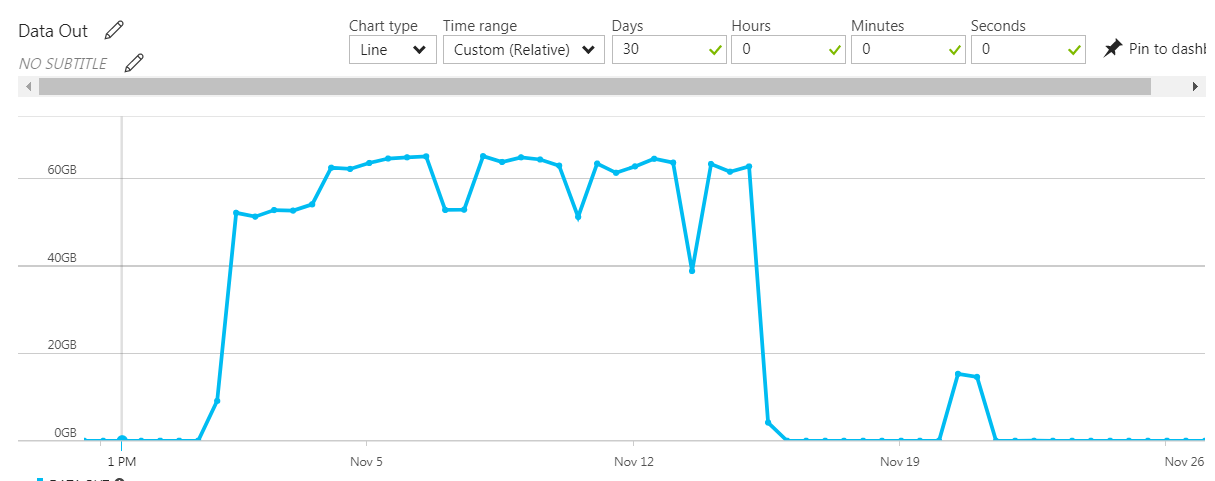 Data Out
Chart type Time range Days Hours Minutes Seconds
Line Custom (Relative) 30 0 0 0 Pin to dashb
NO SUBTITLE
60GB
40GB
20GB
0GB
1 PM Nov 5 Nov 12 Nov 19 Nov 26
DATA OUT